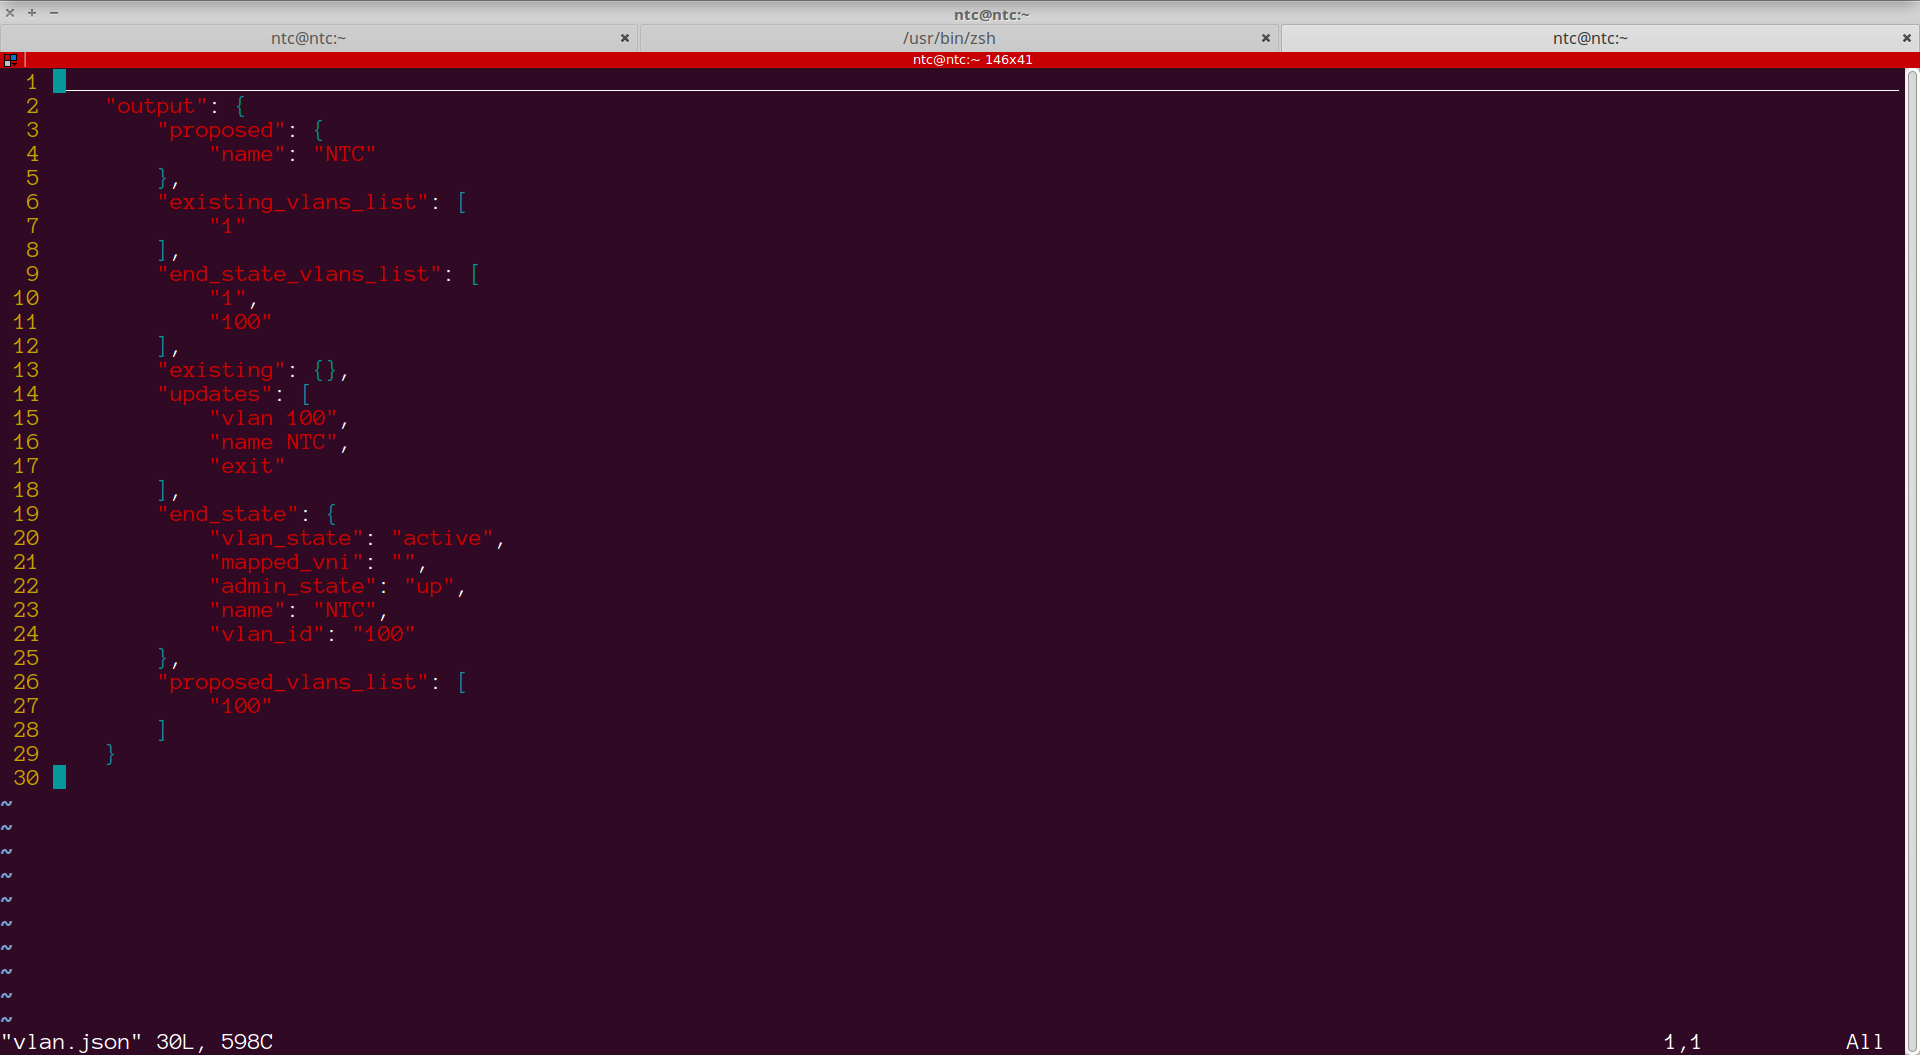 ntc@ntc:~
ntc@ntc:~ /usr/bin/zsh ntc@ntc:~
ntc@ntc:~ 146x41
1
2     "output": {
3         "proposed": {
4             "name": "NTC"
5         },
6         "existing_vlans_list": [
7             "1"
8         ],
9         "end_state_vlans_list": [
10             "1",
11             "100"
12         ],
13         "existing": {},
14         "updates": [
15             "vlan 100",
16             "name NTC",
17             "exit"
18         ],
19         "end_state": {
20             "vlan_state": "active",
21             "mapped_vni": "",
22             "admin_state": "up",
23             "name": "NTC",
24             "vlan_id": "100"
25         },
26         "proposed_vlans_list": [
27             "100"
28         ]
29     }
30
~
~
~
~
~
~
~
~
~
~
"vlan.json" 30L, 598C 1,1 All